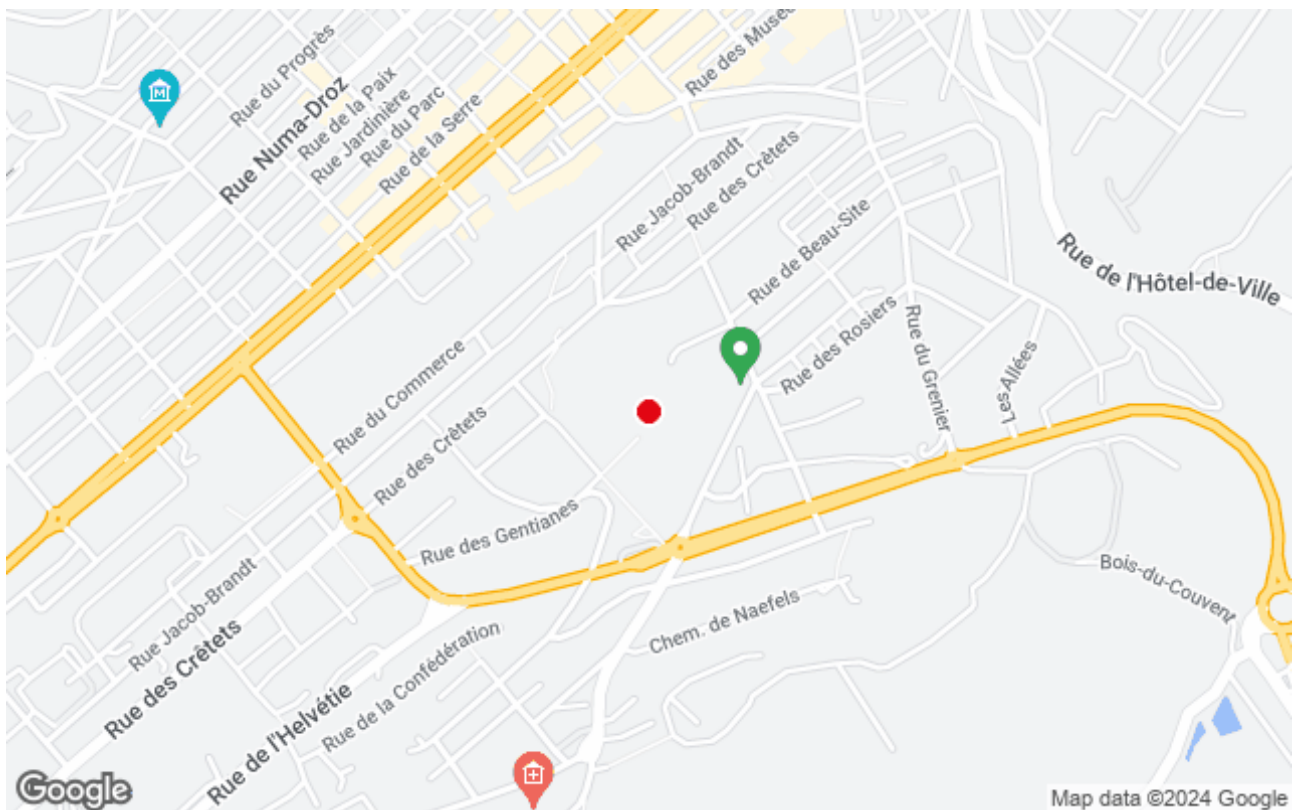 Rue du Progrès
Rue des Musé
Rue de la Paix
Rue Numa-Droz
Rue Jardinière
Rue du Parc
Rue de la Serre
Rue Jacob-Brandt
Rue des Crêtets
Rue de Beau-Site
Rue de l'Hôtel-de-Ville
Rue des Rosiers
Rue du Grenier
Les Allées
Rue du Commerce
Rue des Crêtets
Rue des Gentianes
Bois-du-Couvent
Rue Jacob-Brandt
Chem. de Naefels
Rue des Crêtets
Rue de la Confédération
Rue de l'Helvétie
M
Google
Map data ©2024 Google